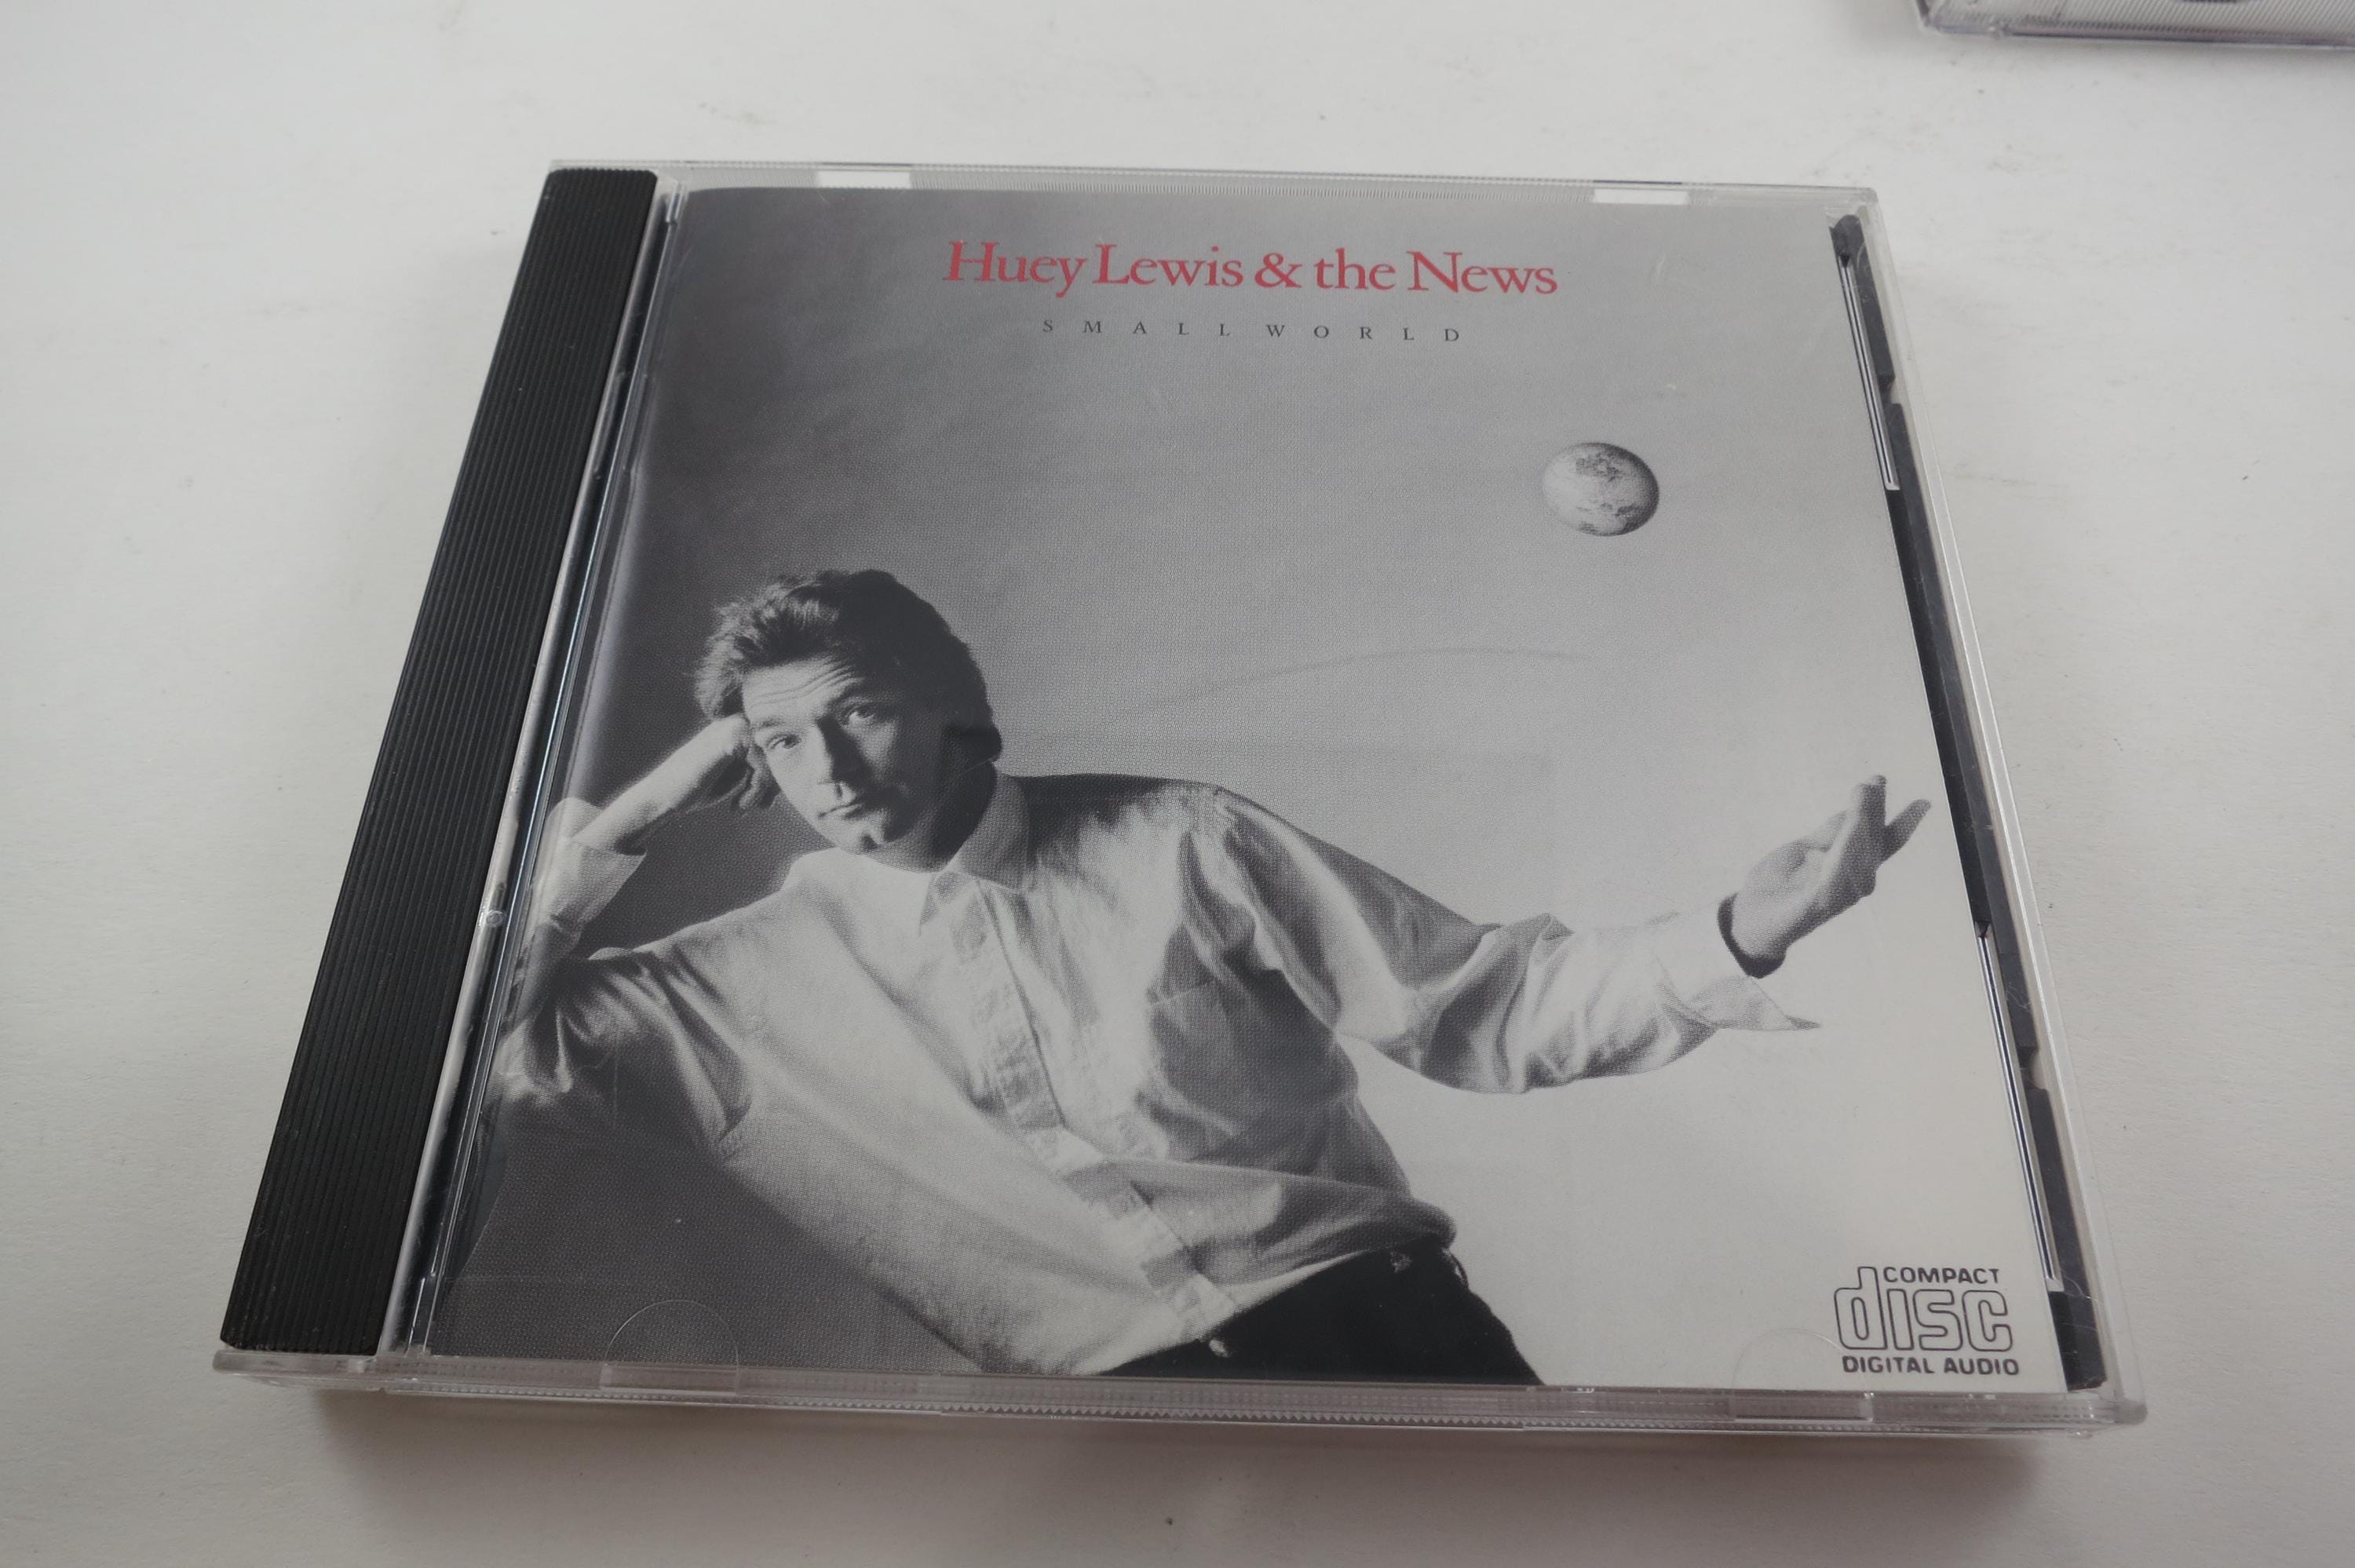 Huey Lewis & the News
SMALL WORLD
COMPACT
disc
DIGITAL AUDIO